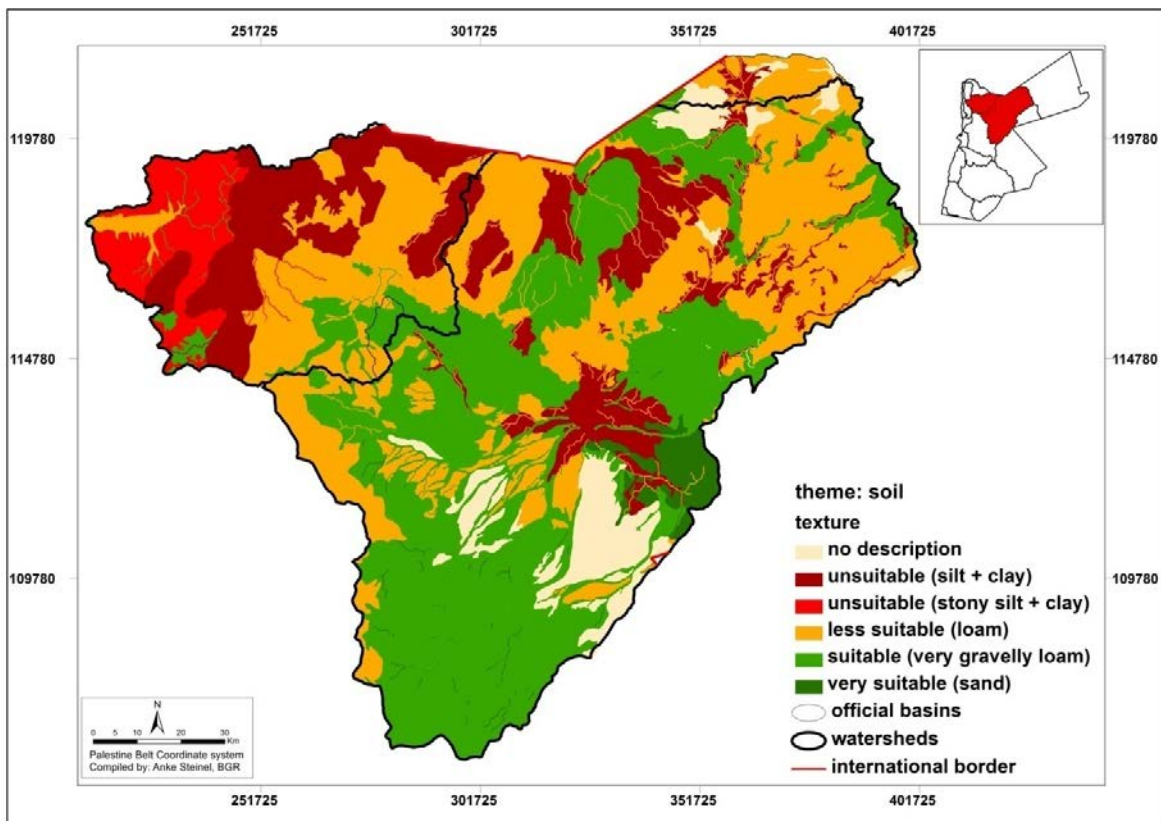 251725 301725 351725 401725
119780 119780
114780 114780
109780 109780
theme: soil
texture
no description
unsuitable (silt + clay)
unsuitable (stony silt + clay)
less suitable (loam)
suitable (very gravelly loam)
very suitable (sand)
official basins
watersheds
international border
N
0 5 10 20 30
Km
Palestine Belt Coordinate system
Compiled by: Anke Steinel, BGR
251725 301725 351725 401725